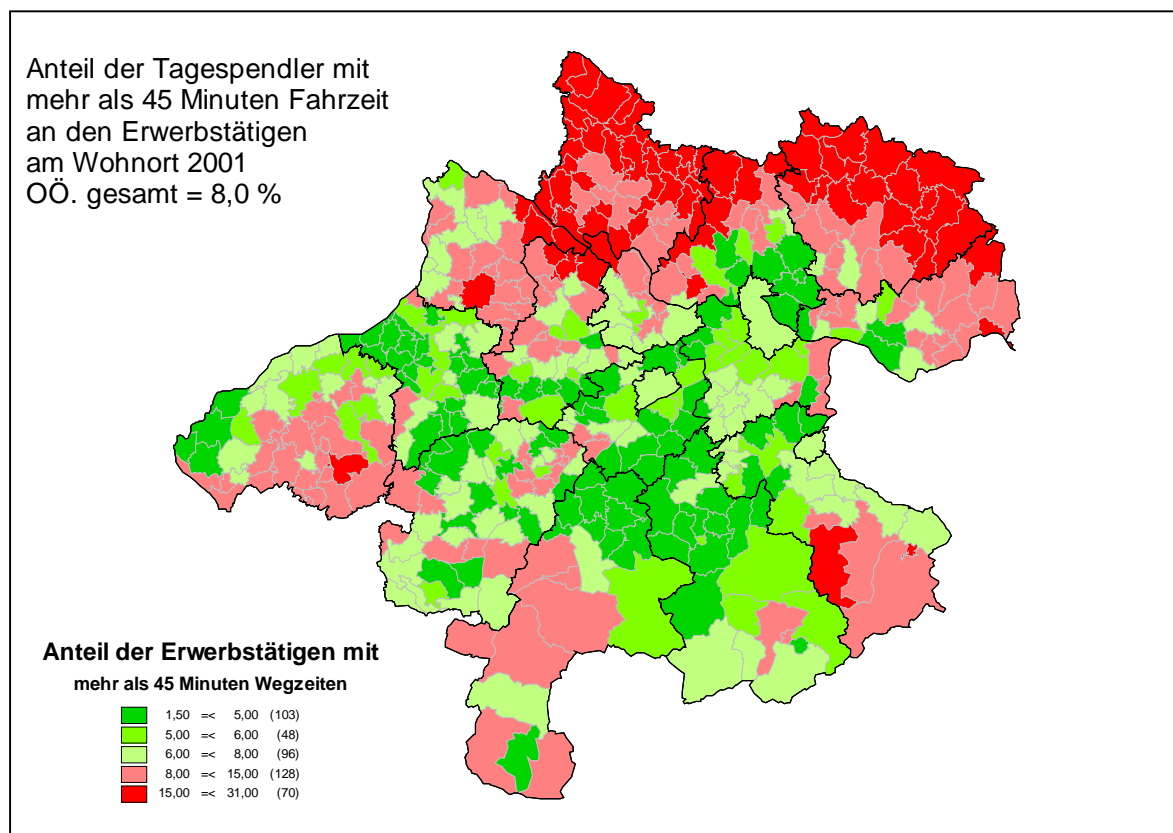 Anteil der Tagespendler mit
mehr als 45 Minuten Fahrzeit
an den Erwerbstätigen
am Wohnort 2001
OÖ. gesamt = 8,0 %
Anteil der Erwerbstätigen mit
mehr als 45 Minuten Wegzeiten
1,50 =< 5,00 (103)
5,00 =< 6,00 (48)
6,00 =< 8,00 (96)
8,00 =< 15,00 (128)
15,00 =< 31,00 (70)